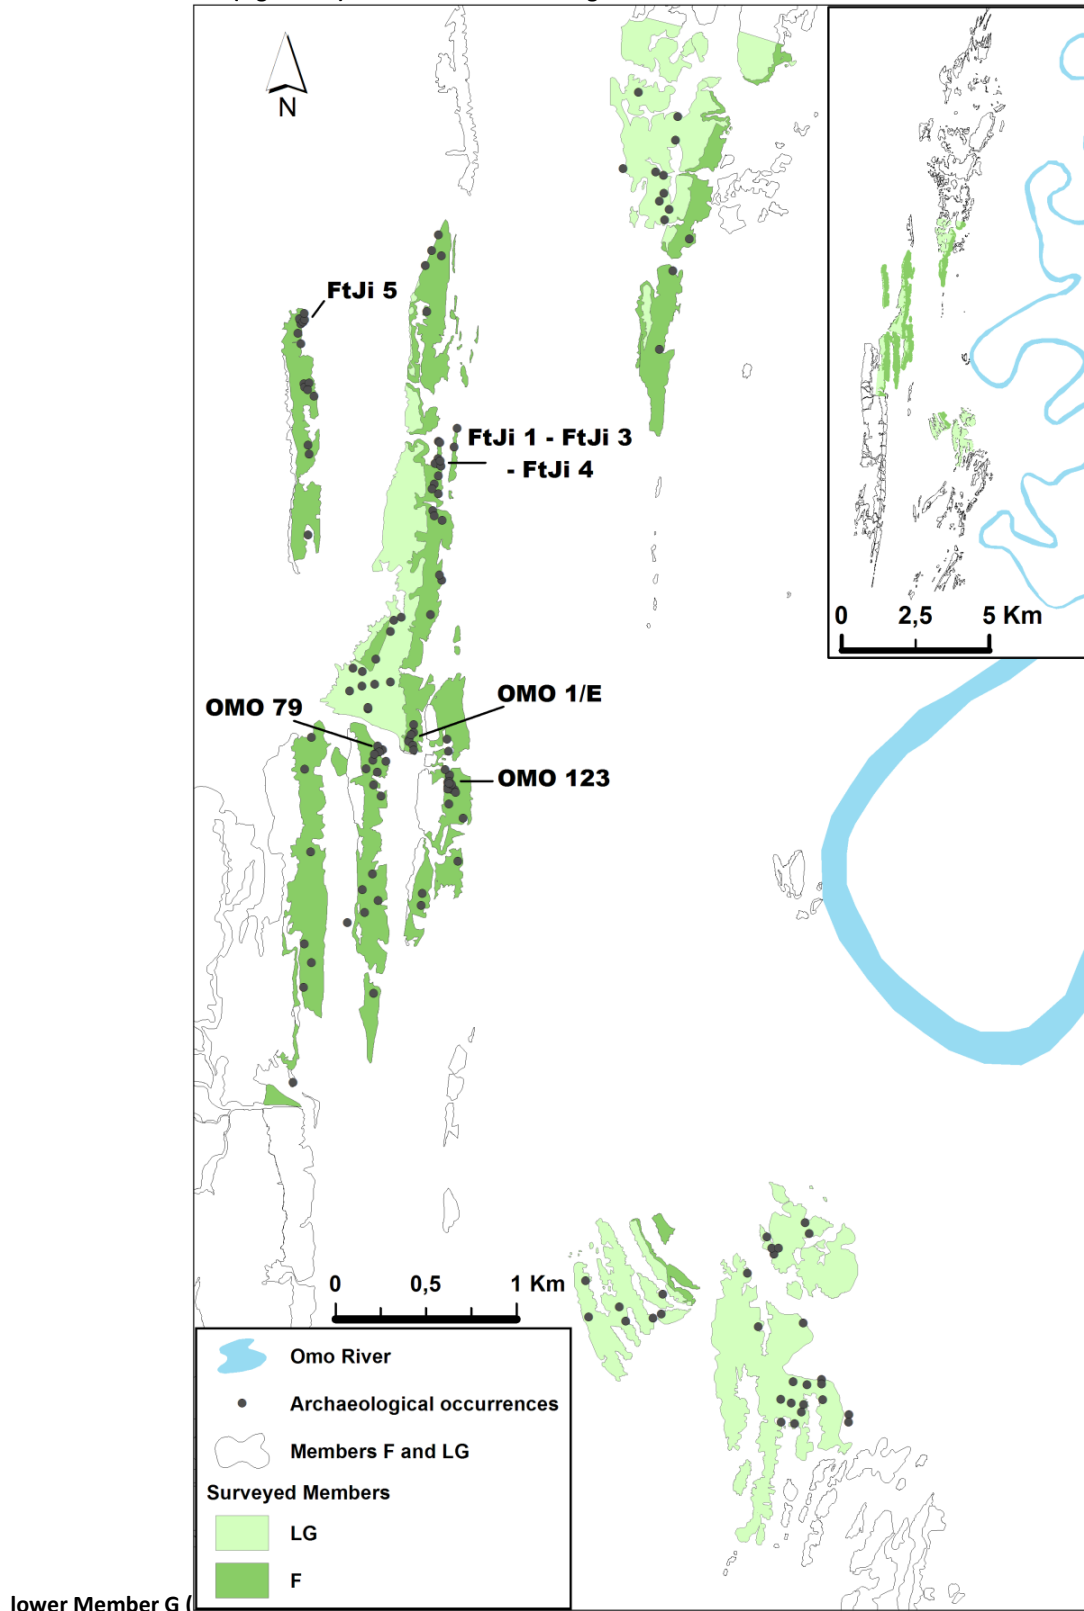 N
FtJi 5
FtJi 1 - FtJi 3
- FtJi 4
0 2,5 5 Km
OMO 79
OMO 1/E
OMO 123
0 0,5 1 Km
Omo River
Archaeological occurrences
Members F and LG
Surveyed Members
LG
F
lower Member G (